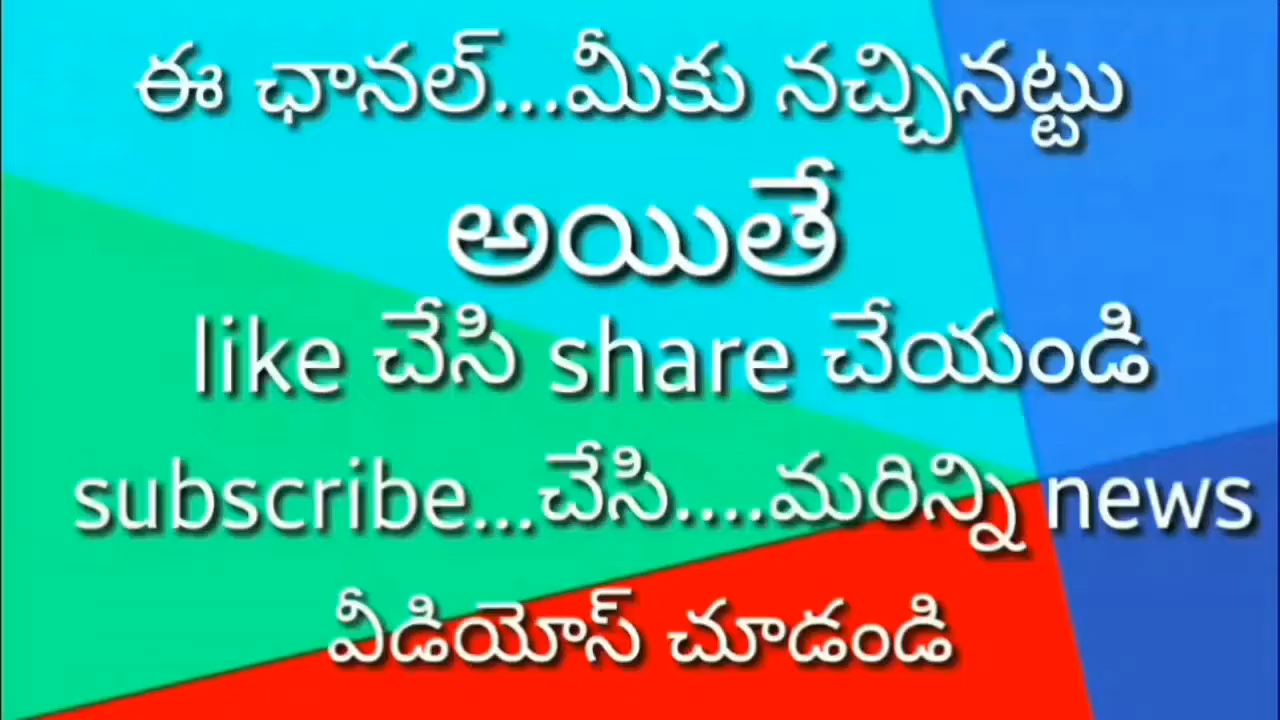 ఈ ఛానల్...మీకు నచ్చినట్టు
అయితే
like చేసి share చేయండి
subscribe...చేసి....మరిన్ని news
వీడియోస్ చూడండి